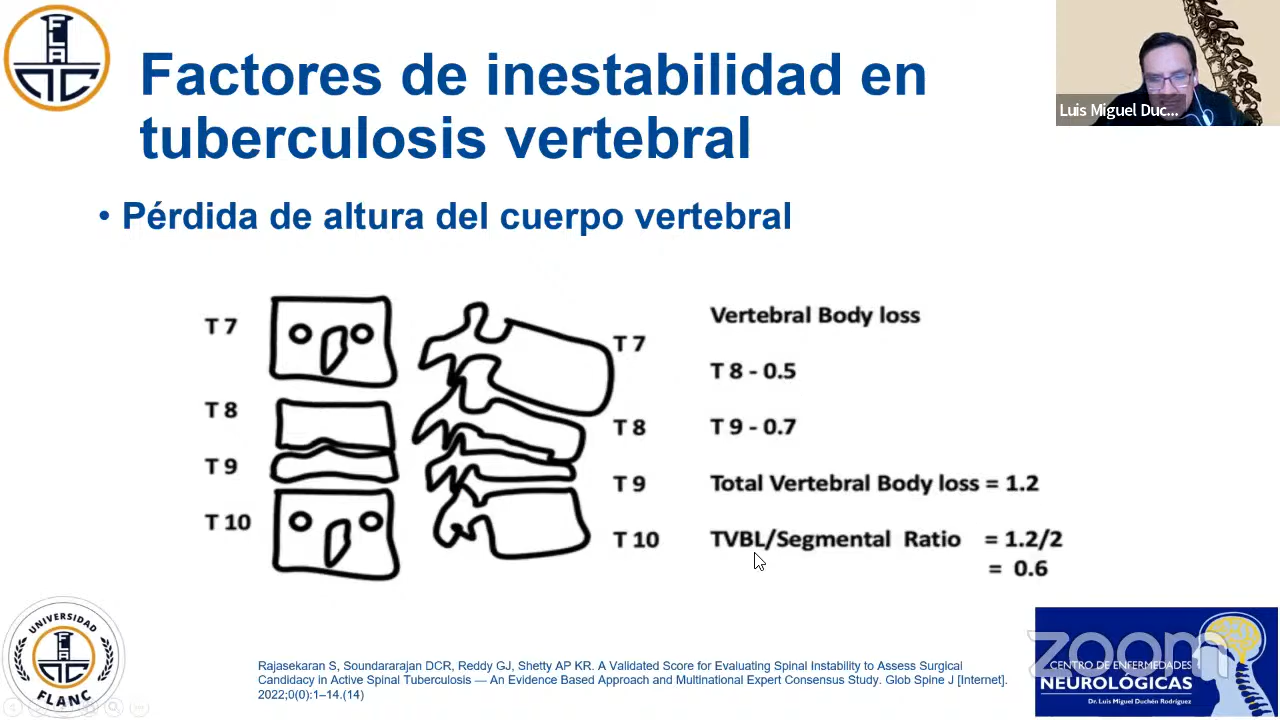 Factores de inestabilidad en
tuberculosis vertebral
Luis Miguel Duc...
• Pérdida de altura del cuerpo vertebral
T 7
T 8
T 9
T 10
T 7
T 8
T 9
T 10
Vertebral Body loss
T 8 - 0.5
T 9 - 0.7
Total Vertebral Body loss = 1.2
TVBL/Segmental Ratio = 1.2/2
= 0.6
UNIVERSIDAD
FLANC
Rajasekaran S, Soundararajan DCR, Reddy GJ, Shetty AP KR. A Validated Score for Evaluating Spinal Instability to Assess Surgical
Candidacy in Active Spinal Tuberculosis — An Evidence Based Approach and Multinational Expert Consensus Study. Glob Spine J [Internet].
2022;0(0):1–14.(14)
zoom
CENTRO DE ENFERMEDADES
NEUROLÓGICAS
Dr. Luis Miguel Duchén Rodríguez